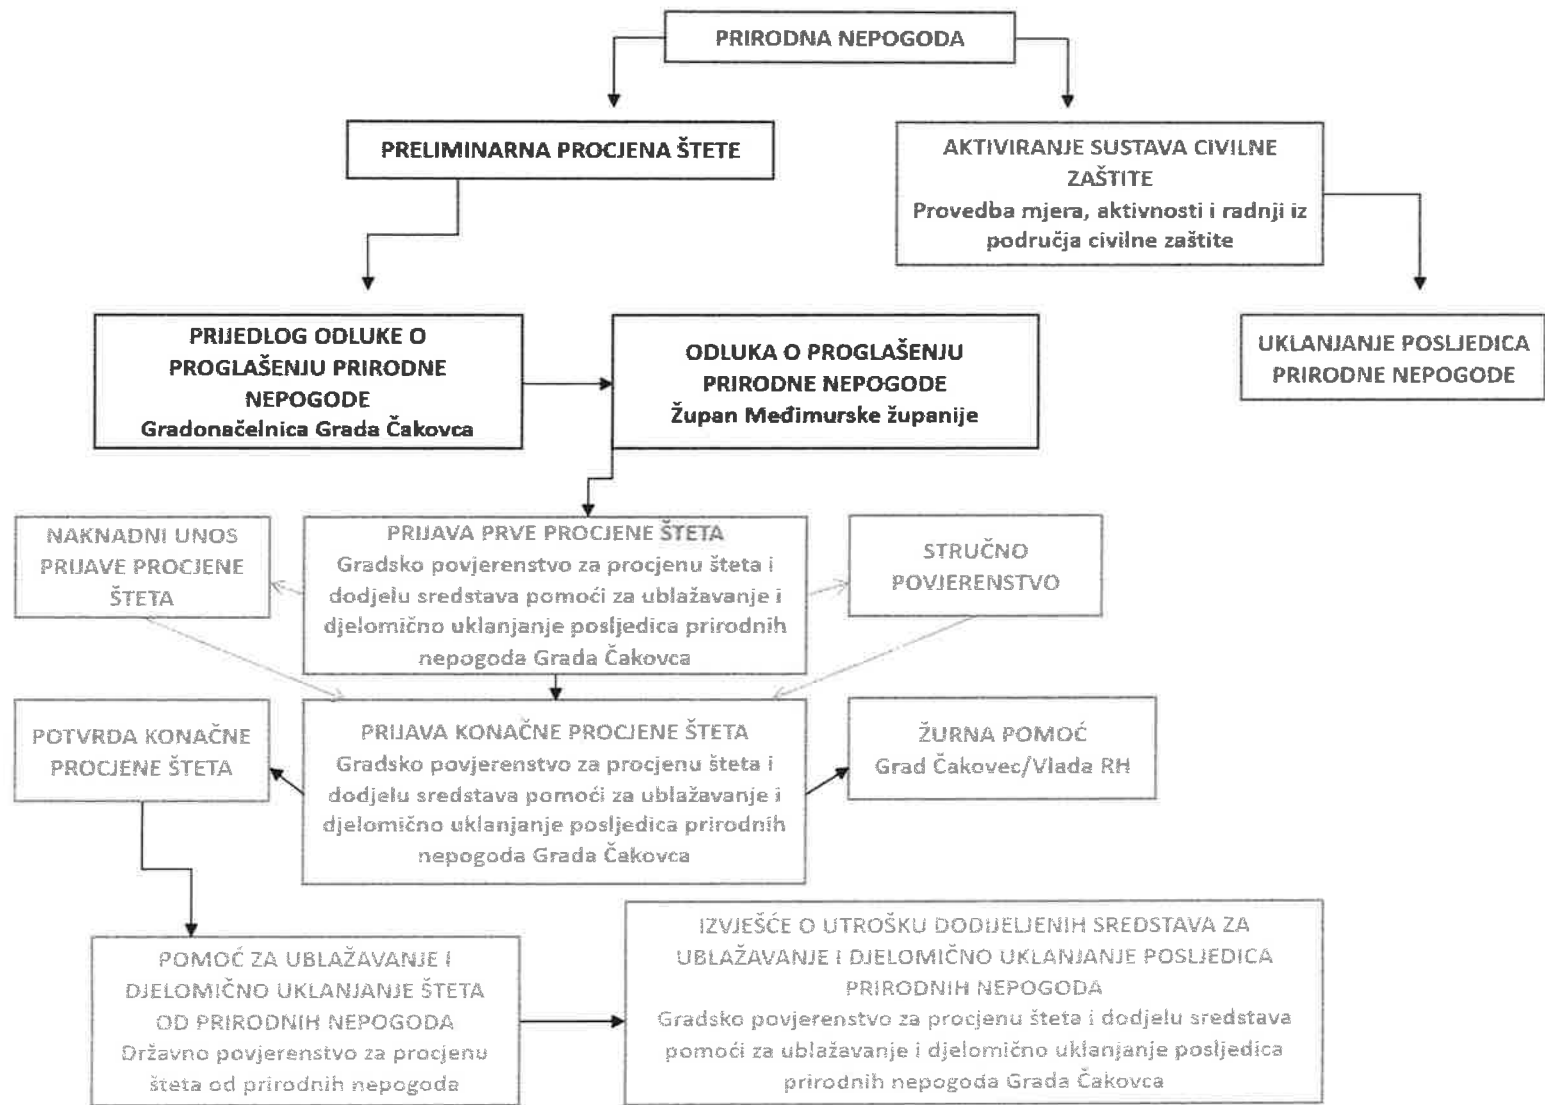 PRIRODNA NEPOGODA
PRELIMINARNA PROCJENA ŠTETE
AKTIVIRANJE SUSTAVA CIVILNE
ZAŠTITE
Provedba mjera, aktivnosti i radnji iz
područja civilne zaštite
PRIJEDLOG ODLUKE O
PROGLAŠENJU PRIRODNE
NEPOGODE
Gradonačelnica Grada Čakovca
ODLUKA O PROGLAŠENJU
PRIRODNE NEPOGODE
Župan Međimurske županije
UKLANJANJE POSLJEDICA
PRIRODNE NEPOGODE
NAKNADNI UNOS
PRIJAVE PROCJENE
ŠTETA
PRIJAVA PRVE PROCJENE ŠTETA
Gradsko povjerenstvo za procjenu šteta i
dodjelu sredstava pomoći za ublažavanje i
djelomično uklanjanje posljedica prirodnih
nepogoda Grada Čakovca
STRUČNO
POVJERENSTVO
POTVRDA KONAČNE
PROCJENE ŠTETA
PRIJAVA KONAČNE PROCJENE ŠTETA
Gradsko povjerenstvo za procjenu šteta i
dodjelu sredstava pomoći za ublažavanje i
djelomično uklanjanje posljedica prirodnih
nepogoda Grada Čakovca
ŽURNA POMOĆ
Grad Čakovec/Vlada RH
POMOĆ ZA UBLAŽAVANJE I
DJELOMIČNO UKLANJANJE ŠTETA
OD PRIRODNIH NEPOGODA
Državno povjerenstvo za procjenu
šteta od prirodnih nepogoda
IZVJEŠĆE O UTROŠKU DODIJELJENIH SREDSTAVA ZA
UBLAŽAVANJE I DJELOMIČNO UKLANJANJE POSLJEDICA
PRIRODNIH NEPOGODA
Gradsko povjerenstvo za procjenu šteta i dodjelu sredstava
pomoći za ublažavanje i djelomično uklanjanje posljedica
prirodnih nepogoda Grada Čakovca